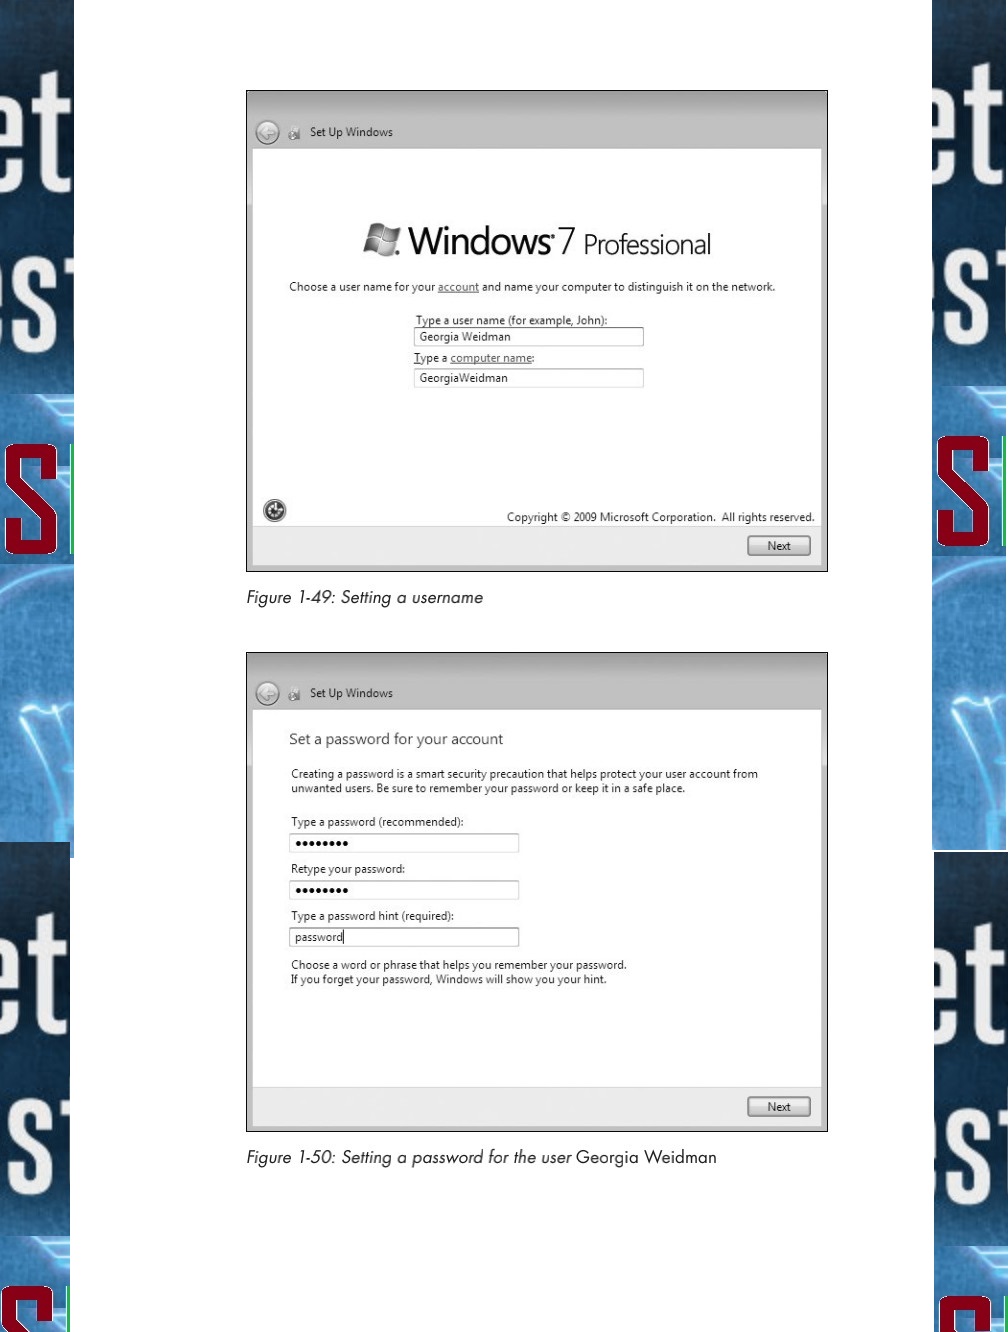 Set Up Windows
Windows 7 Professional
Choose a user name for your account and name your computer to distinguish it on the network.
Type a user name (for example, John):
Georgia Weidman
Type a computer name:
GeorgiaWeidman
Copyright © 2009 Microsoft Corporation. All rights reserved.
Next
Figure 1-49: Setting a username
Set Up Windows
Set a password for your account
Creating a password is a smart security precaution that helps protect your user account from
unwanted users. Be sure to remember your password or keep it in a safe place.
Type a password (recommended):
●●●●●●●●
Retype your password:
●●●●●●●●
Type a password hint (required):
password
Choose a word or phrase that helps you remember your password.
If you forget your password, Windows will show you your hint.
Next
Figure 1-50: Setting a password for the user Georgia Weidman